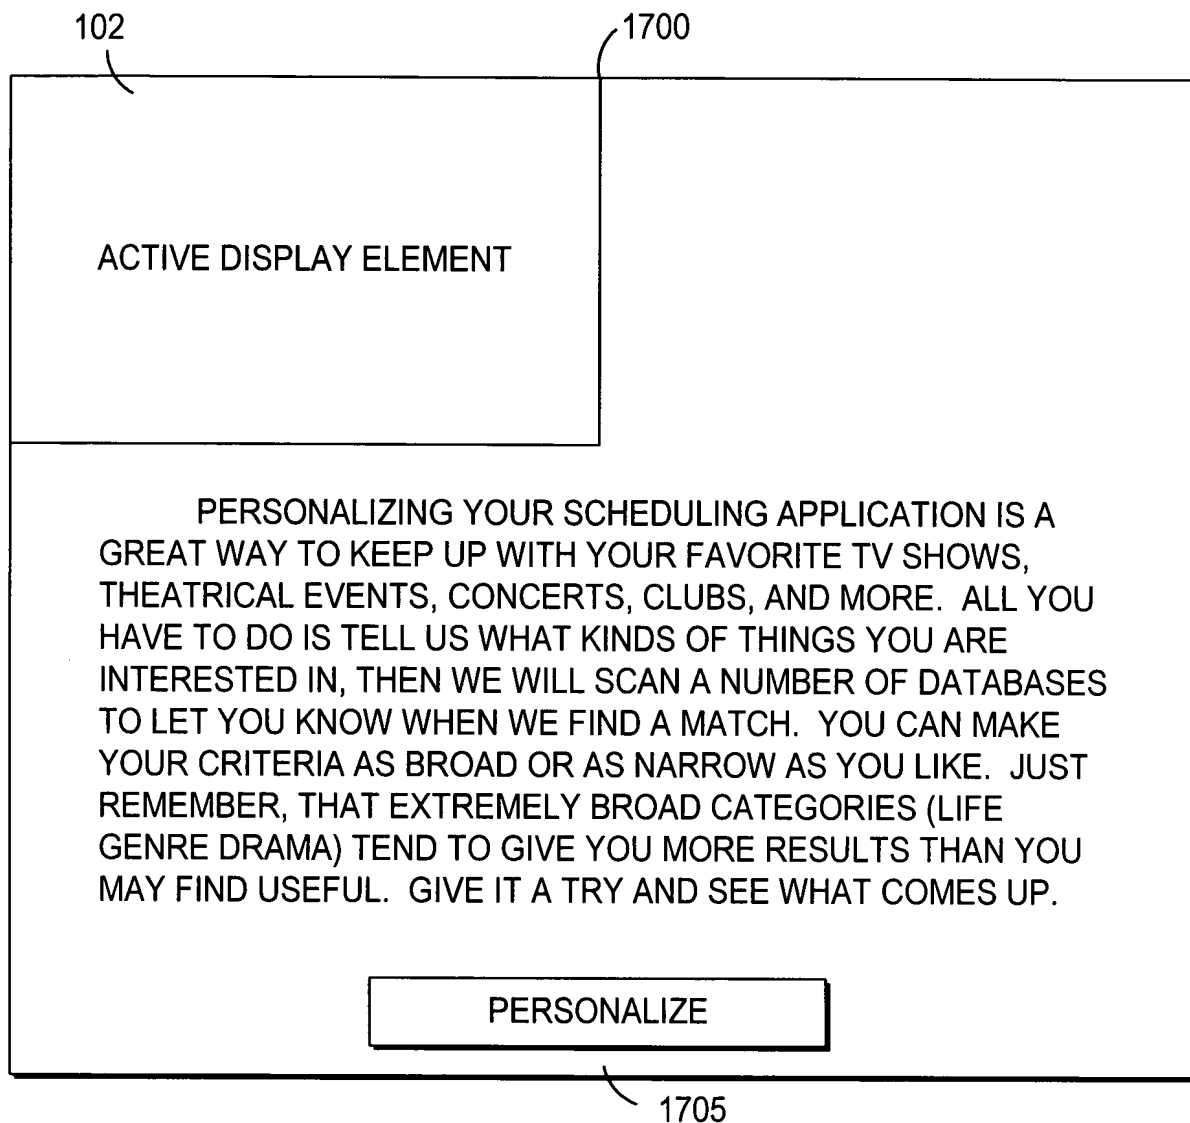 102
1700
ACTIVE DISPLAY ELEMENT
PERSONALIZING YOUR SCHEDULING APPLICATION IS A
GREAT WAY TO KEEP UP WITH YOUR FAVORITE TV SHOWS,
THEATRICAL EVENTS, CONCERTS, CLUBS, AND MORE. ALL YOU
HAVE TO DO IS TELL US WHAT KINDS OF THINGS YOU ARE
INTERESTED IN, THEN WE WILL SCAN A NUMBER OF DATABASES
TO LET YOU KNOW WHEN WE FIND A MATCH. YOU CAN MAKE
YOUR CRITERIA AS BROAD OR AS NARROW AS YOU LIKE. JUST
REMEMBER, THAT EXTREMELY BROAD CATEGORIES (LIFE
GENRE DRAMA) TEND TO GIVE YOU MORE RESULTS THAN YOU
MAY FIND USEFUL. GIVE IT A TRY AND SEE WHAT COMES UP.
PERSONALIZE
1705